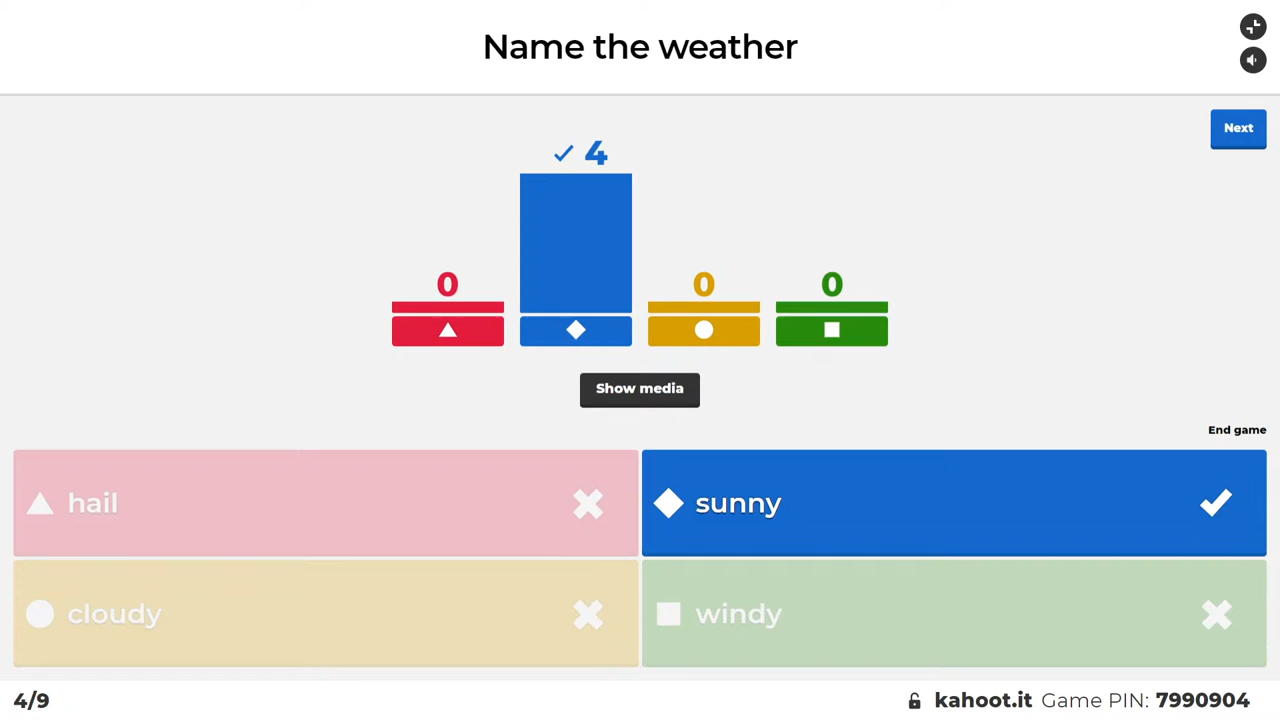 Name the weather
Next
4
0
0
0
Show media
End game
hail
sunny
cloudy
windy
4/9
kahoot.it Game PIN: 7990904